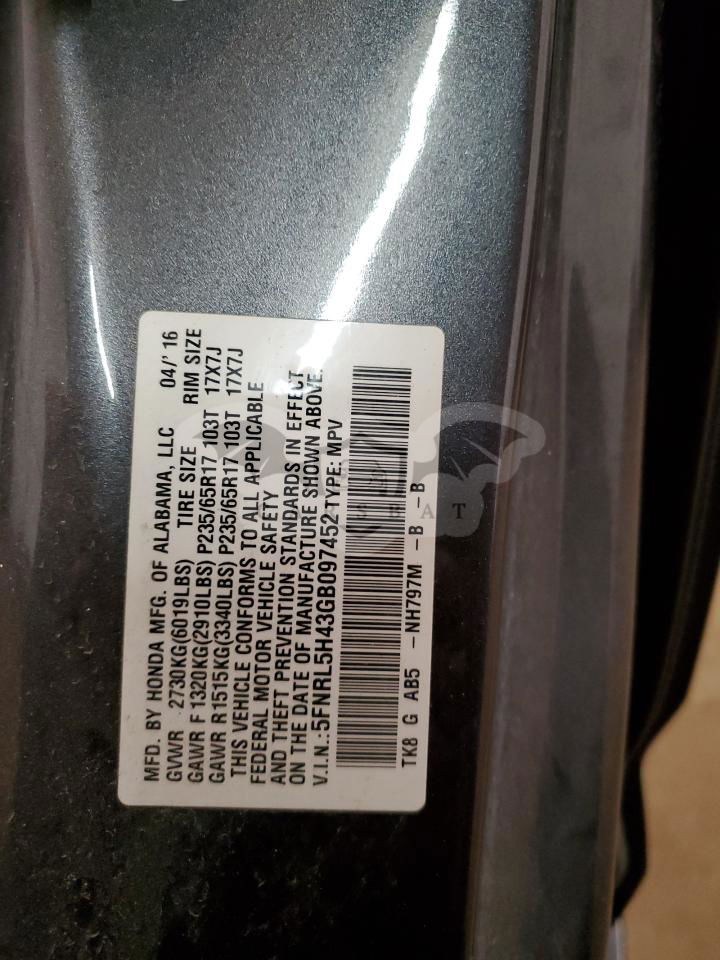 MFD. BY HONDA MFG. OF ALABAMA, LLC 04/'16
GVWR 2730KG(6019LBS) TIRE SIZE RIM SIZE
GAWR F 1320KG(2910LBS) P235/65R17 103T 17X7J
GAWR R1515KG(3340LBS) P235/65R17 103T 17X7J
THIS VEHICLE CONFORMS TO ALL APPLICABLE
FEDERAL MOTOR VEHICLE SAFETY
AND THEFT PREVENTION STANDARDS IN EFFECT
ON THE DATE OF MANUFACTURE SHOWN ABOVE.
V.I.N.:5FNRL5H43GB097452 TYPE: MPV
TK8 G AB5 -NH797M -B -B